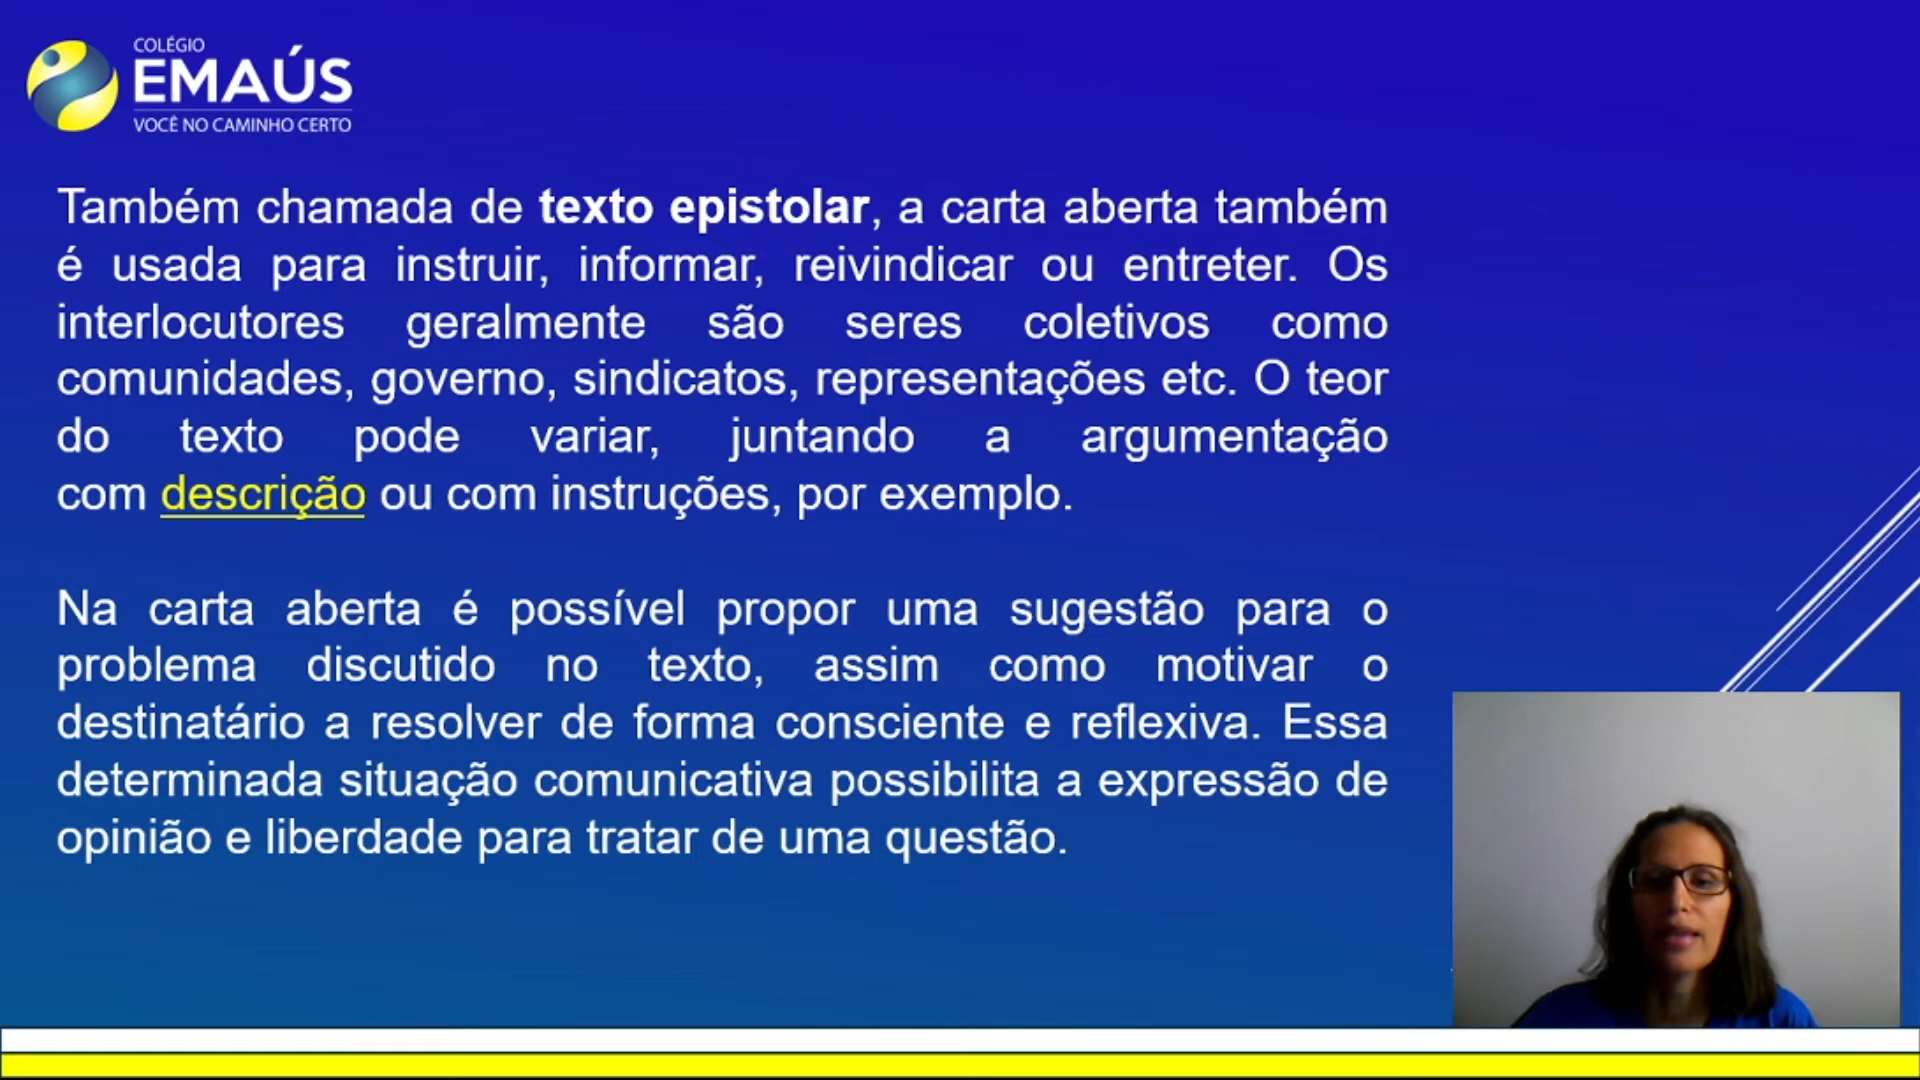 COLÉGIO
EMAÚS
VOCÊ NO CAMINHO CERTO
Também chamada de texto epistolar, a carta aberta também
é usada para instruir, informar, reivindicar ou entreter. Os
interlocutores geralmente são seres coletivos como
comunidades, governo, sindicatos, representações etc. O teor
do texto pode variar, juntando a argumentação
com descrição ou com instruções, por exemplo.
Na carta aberta é possível propor uma sugestão para o
problema discutido no texto, assim como motivar o
destinatário a resolver de forma consciente e reflexiva. Essa
determinada situação comunicativa possibilita a expressão de
opinião e liberdade para tratar de uma questão.